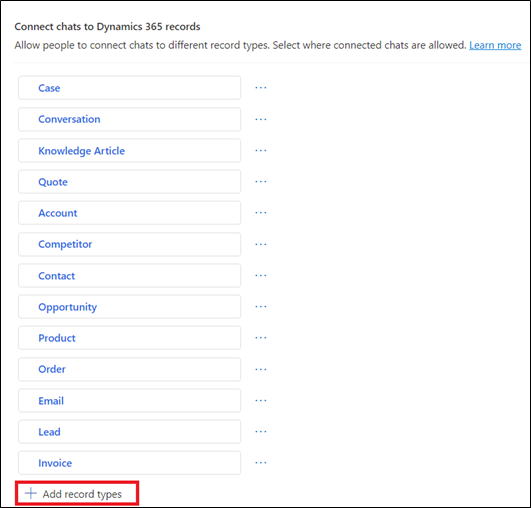 Connect chats to Dynamics 365 records
Allow people to connect chats to different record types. Select where connected chats are allowed. Learn more
Case ...
Conversation ...
Knowledge Article ...
Quote ...
Account ...
Competitor ...
Contact ...
Opportunity ...
Product ...
Order ...
Email ...
Lead ...
Invoice ...
+ Add record types